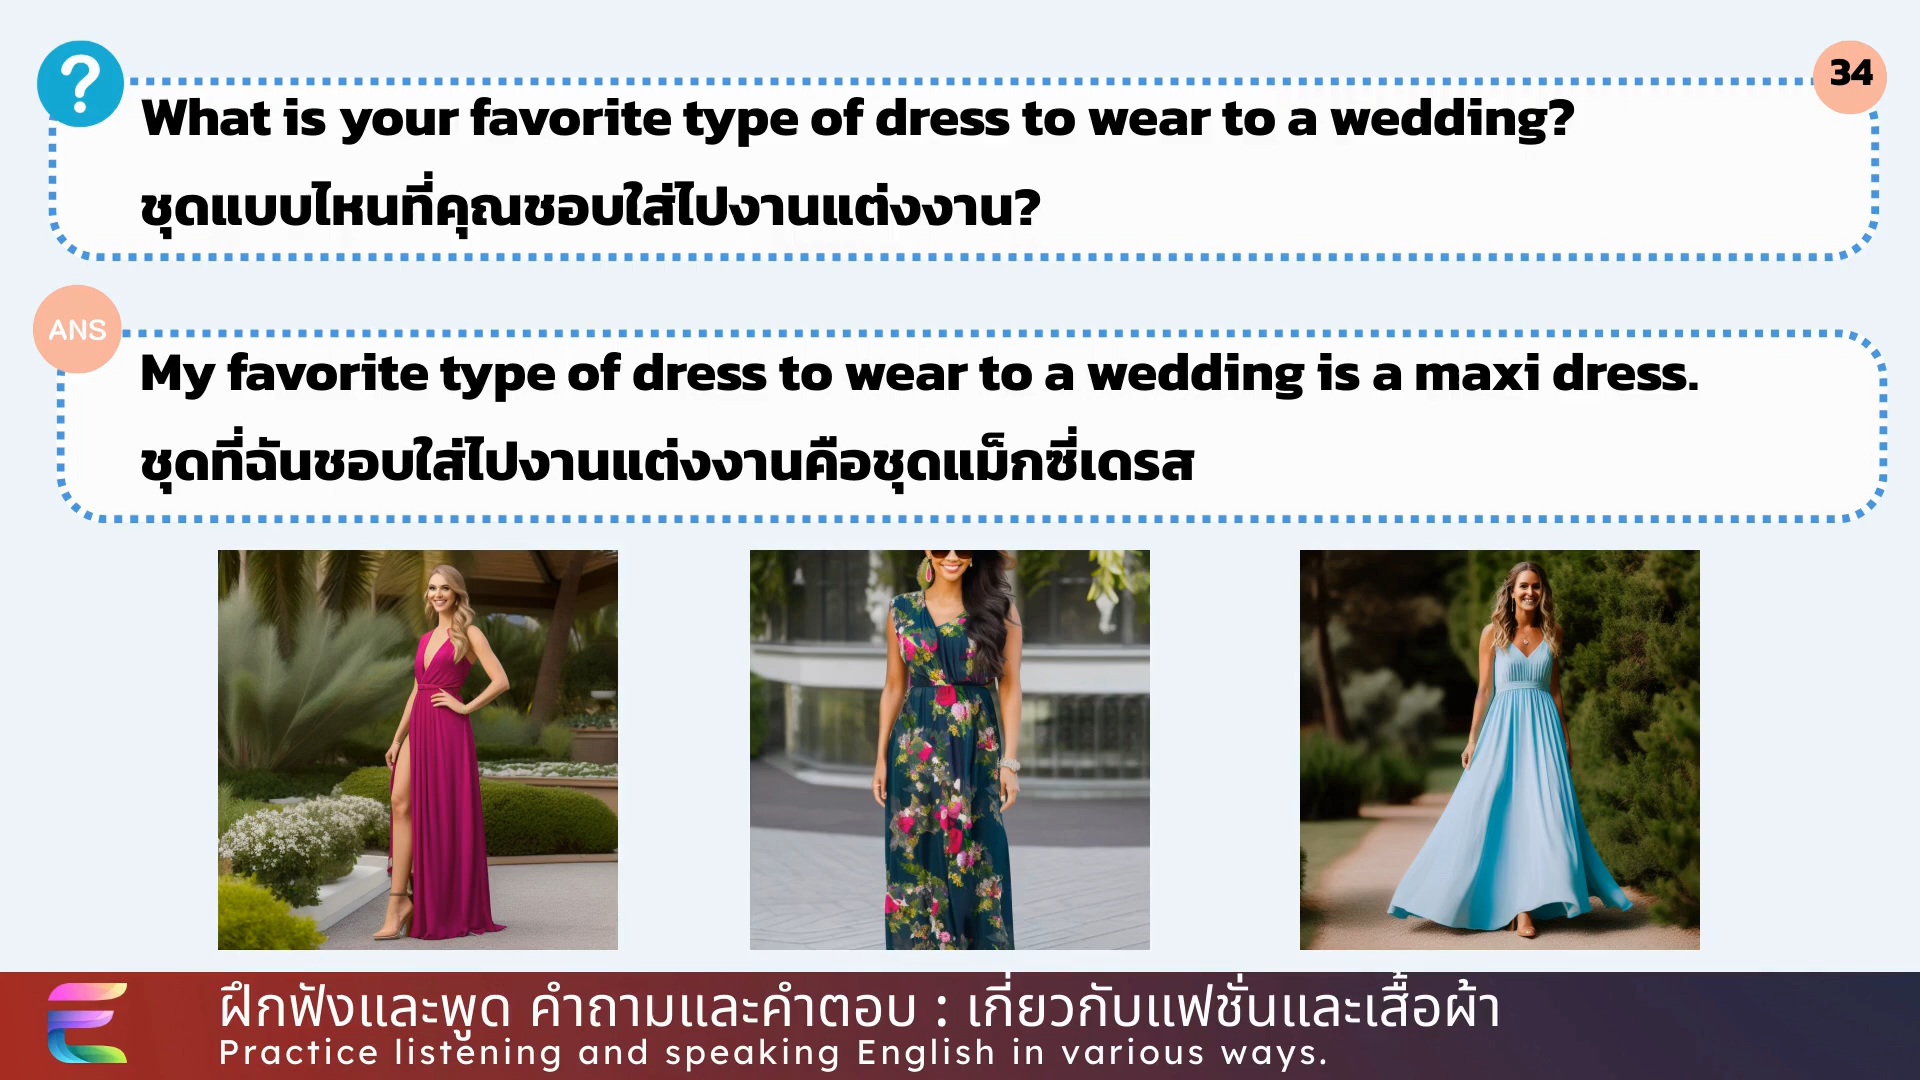 ?
34
What is your favorite type of dress to wear to a wedding?
ชุดแบบไหนที่คุณชอบใส่ไปงานแต่งงาน?
ANS
My favorite type of dress to wear to a wedding is a maxi dress.
ชุดที่ฉันชอบใส่ไปงานแต่งงานคือชุดแม็กซี่เดรส
ฝึกฟังและพูด คำถามและคำตอบ : เกี่ยวกับแฟชั่นและเสื้อผ้า
Practice listening and speaking English in various ways.